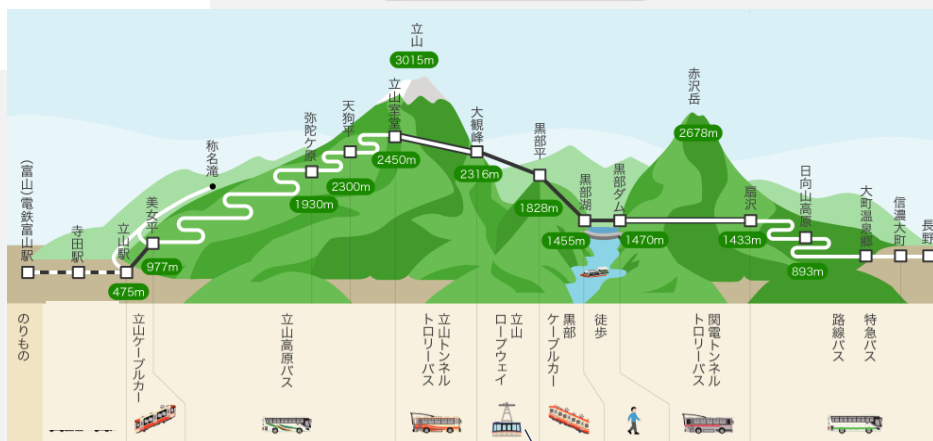 立山
3015m
赤沢岳
2678m
(富山)電鉄富山駅
寺田駅
立山駅
475m
美女平
977m
称名滝
弥陀ケ原
1930m
天狗平
2300m
立山室堂
2450m
大観峰
2316m
黒部平
1828m
黒部湖
1455m
黒部ダム
1470m
扇沢
1433m
日向山高原
893m
大町温泉郷
信濃大町
長野
のりもの
立山ケーブルカー
立山高原バス
立山トンネル
トロリーバス
立山
ロープウェイ
黒部
ケーブルカー
徒歩
関電トンネル
トロリーバス
特急バス
路線バス